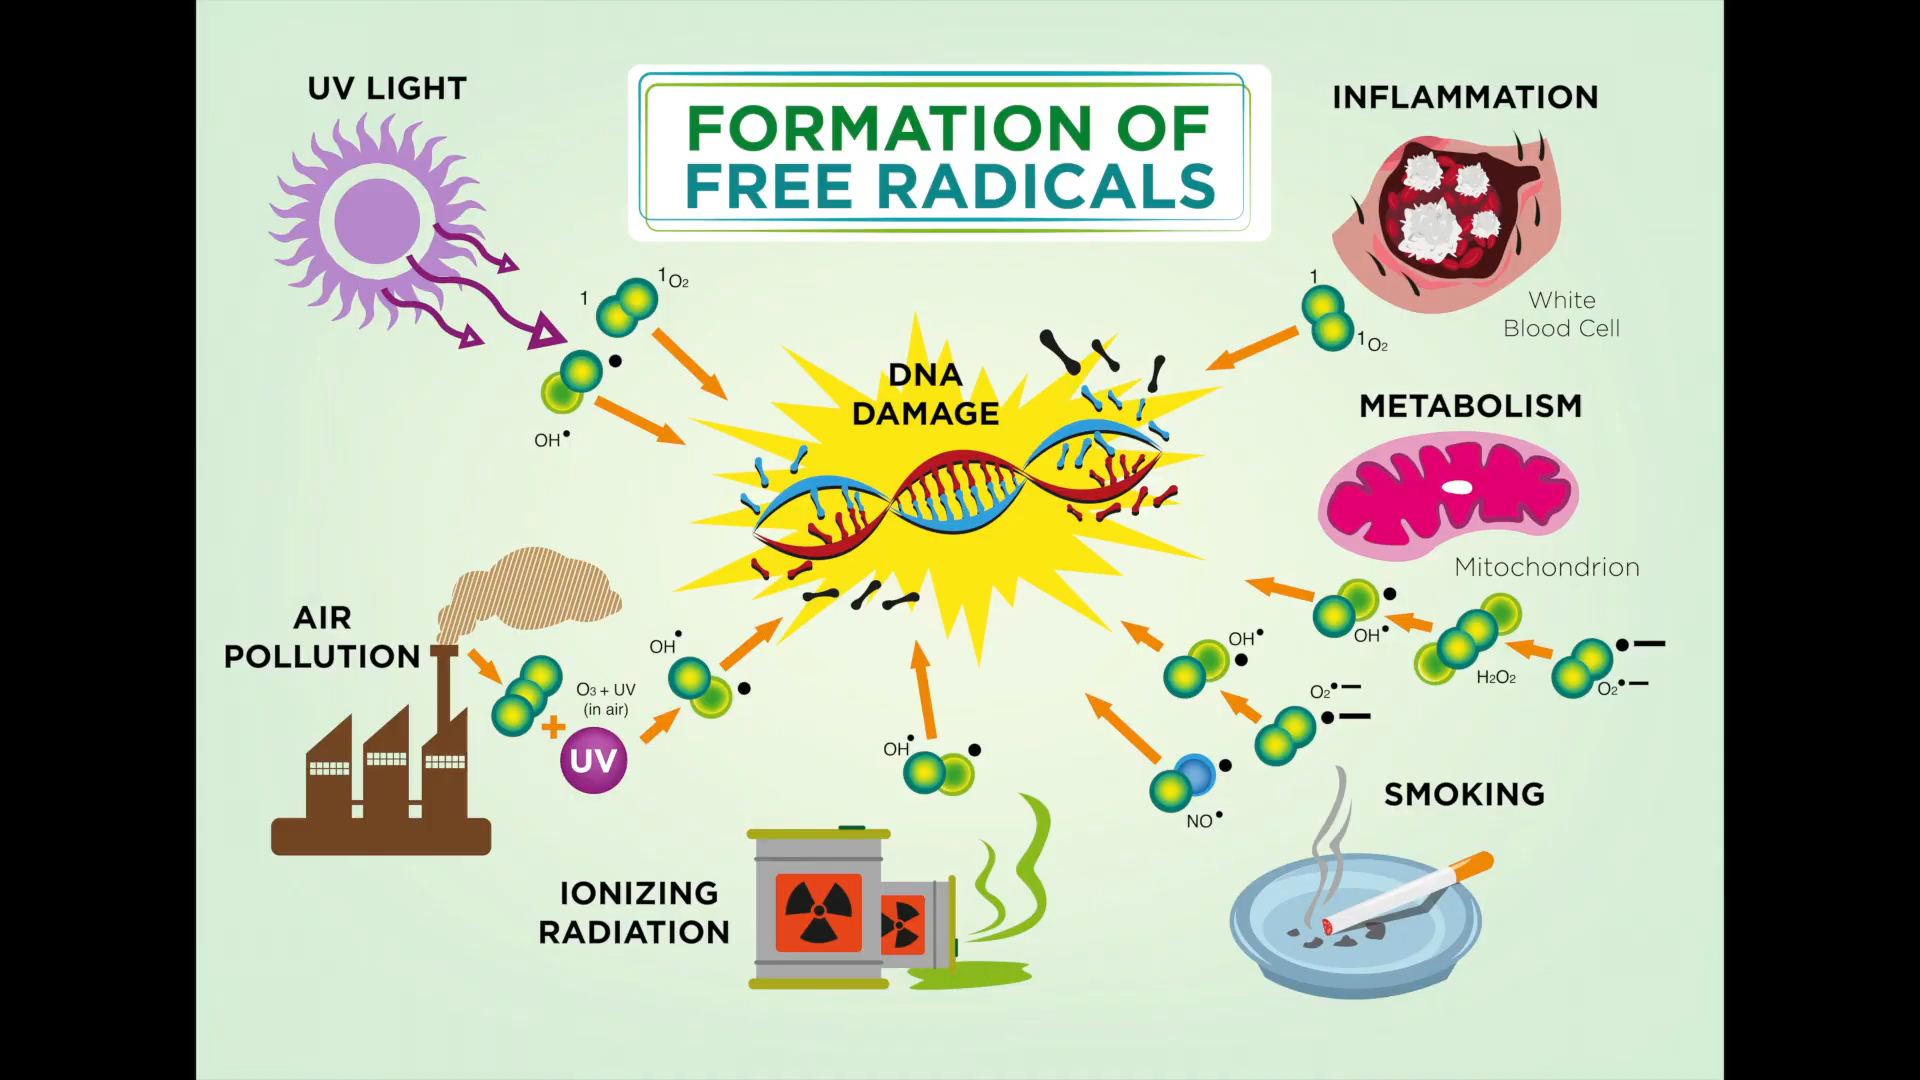 FORMATION OF
FREE RADICALS
UV LIGHT
1
¹O₂
OH•
INFLAMMATION
White
Blood Cell
1
¹O₂
DNA
DAMAGE
METABOLISM
Mitochondrion
OH•
H₂O₂
O₂•—
AIR
POLLUTION
O₃ + UV
(in air)
UV
OH•
OH•
IONIZING
RADIATION
OH•
O₂•—
NO•
SMOKING